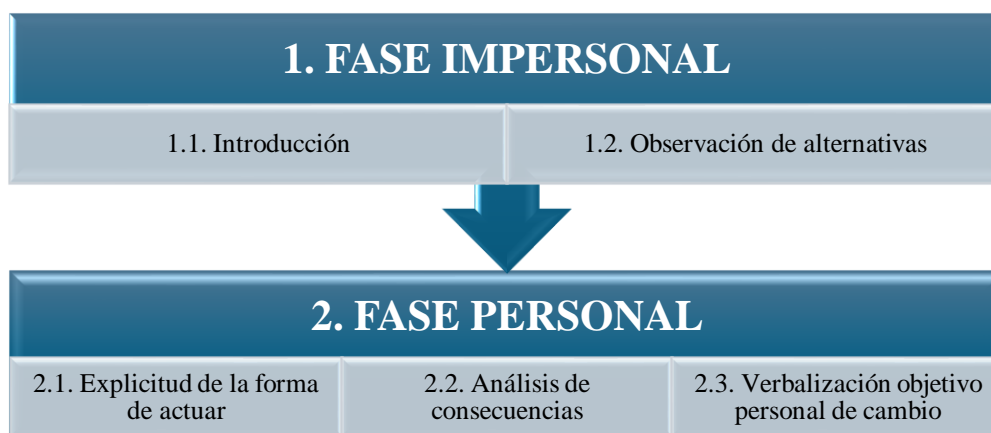 1. FASE IMPERSONAL
1.1. Introducción
1.2. Observación de alternativas
2. FASE PERSONAL
2.1. Explicitud de la forma
de actuar
2.2. Análisis de
consecuencias
2.3. Verbalización objetivo
personal de cambio